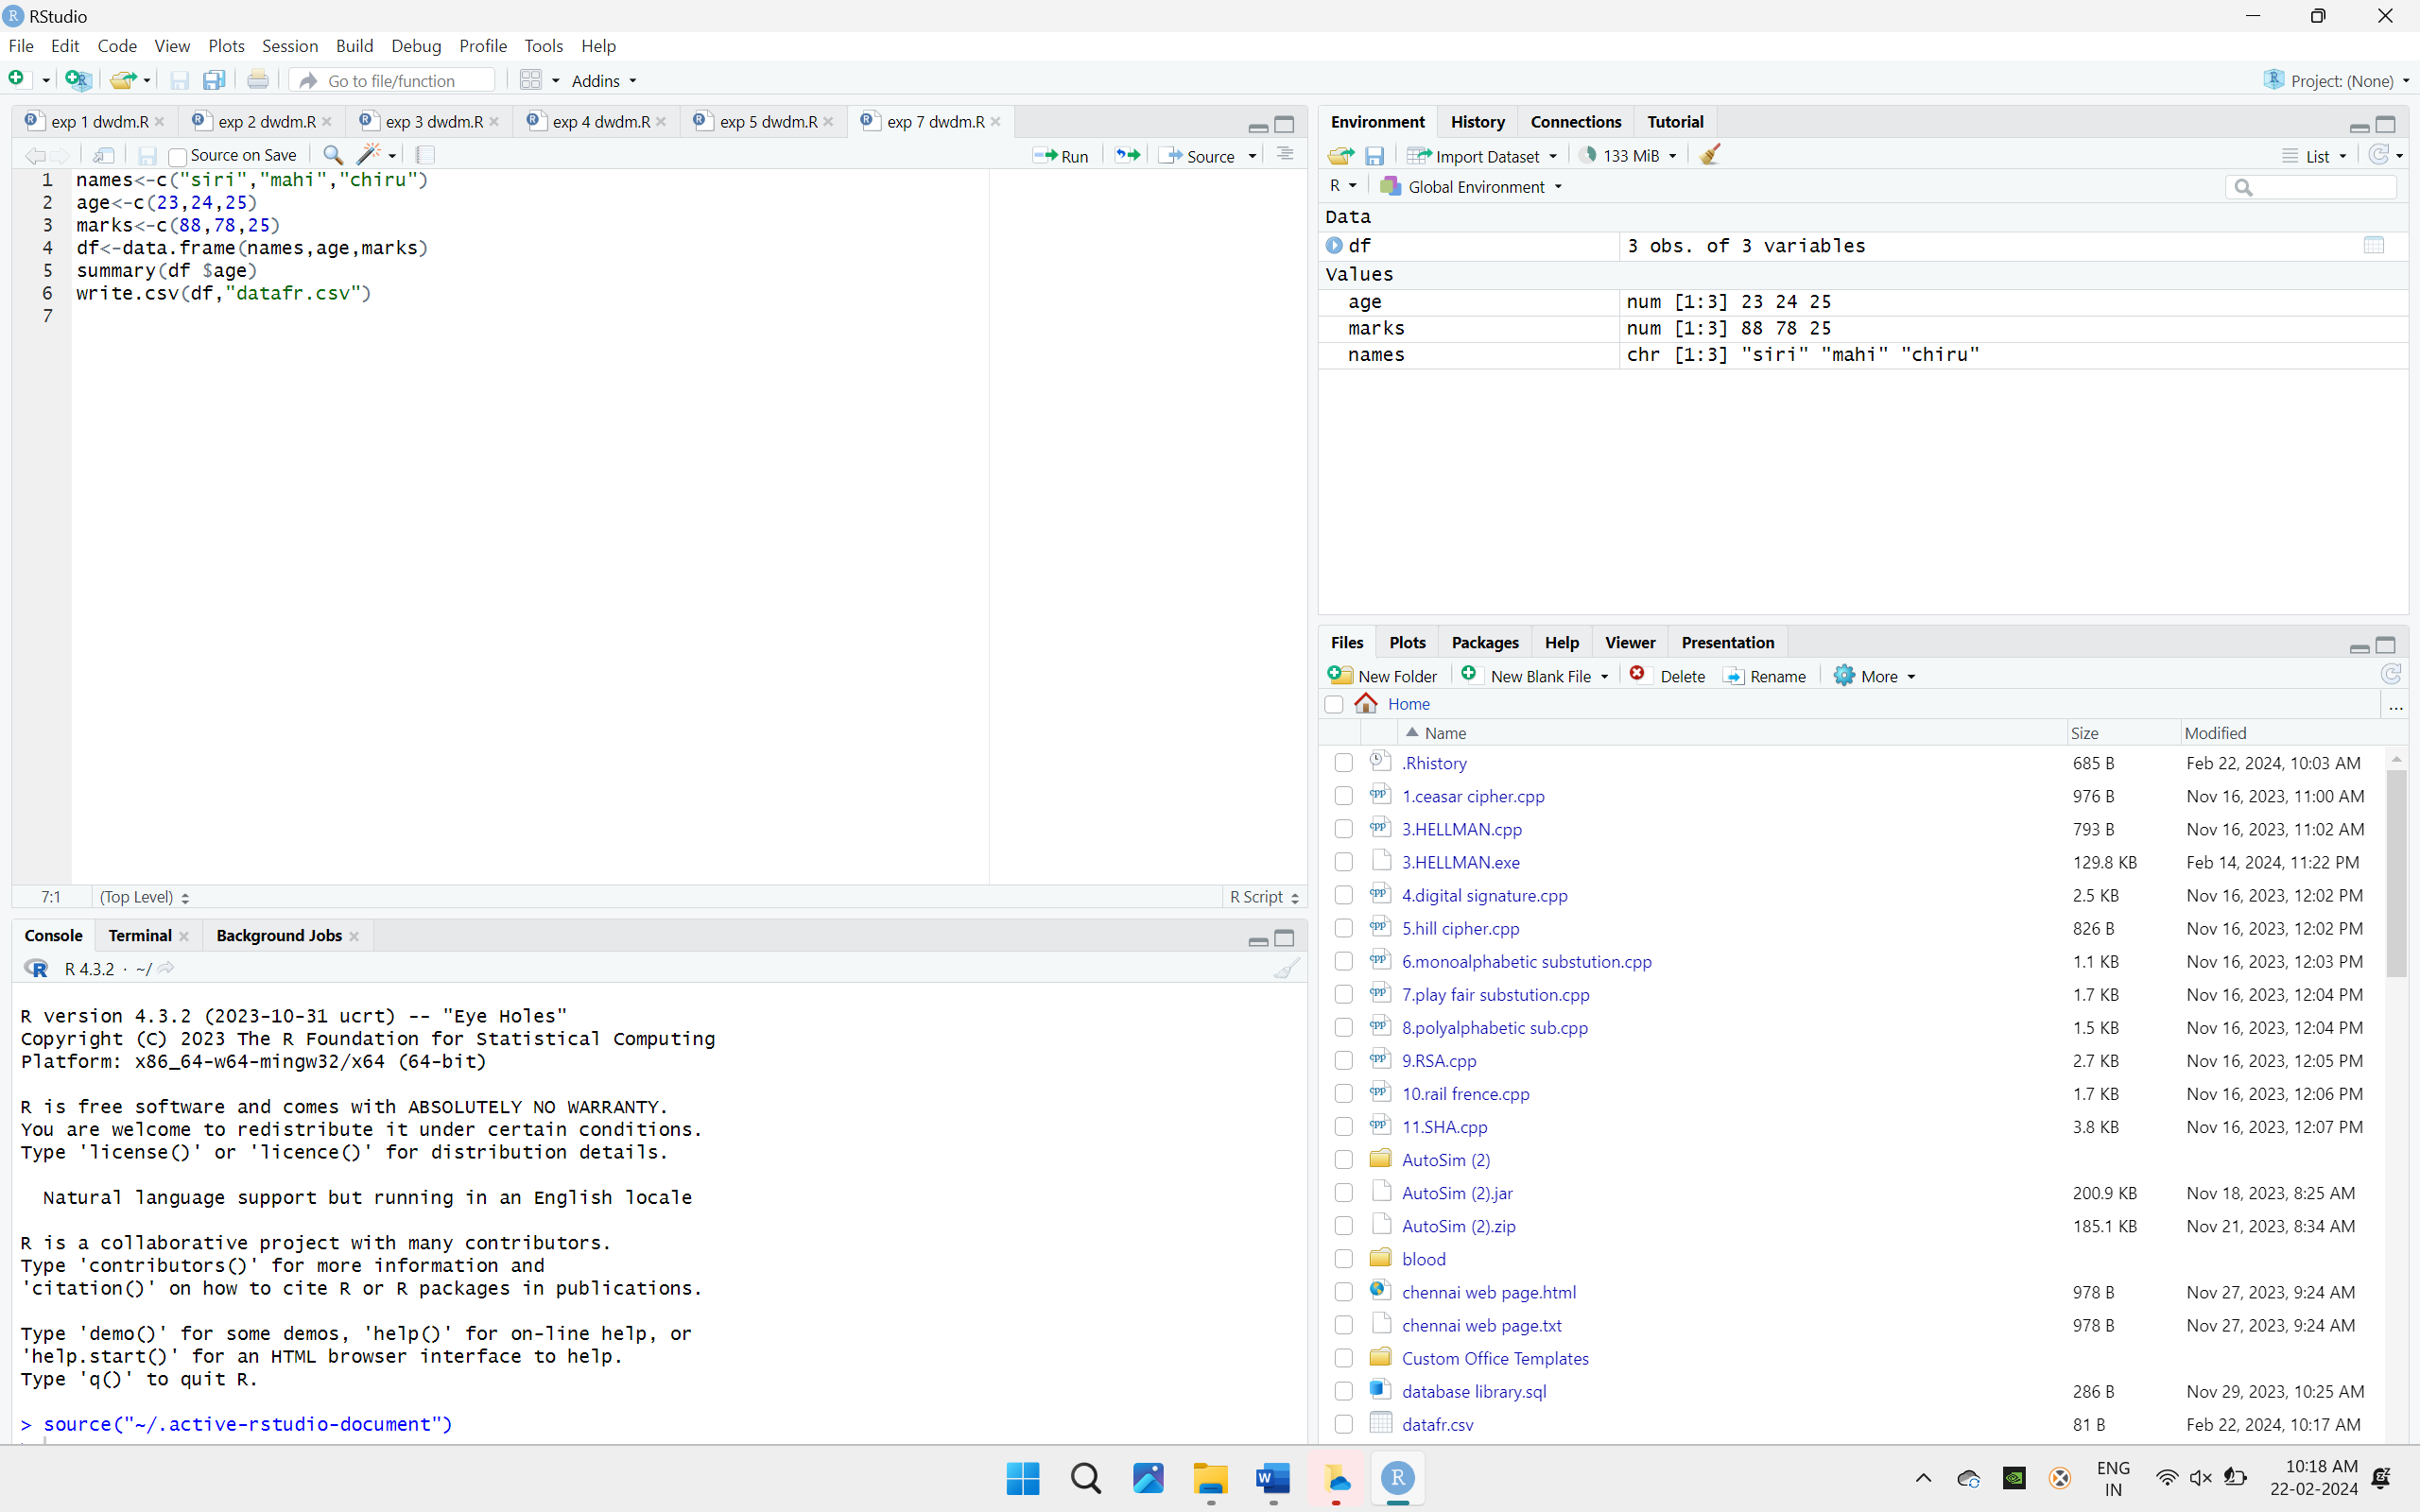 RStudio
File Edit Code View Plots Session Build Debug Profile Tools Help
Go to file/function Addins Project: (None)
exp 1 dwdm.R exp 2 dwdm.R exp 3 dwdm.R exp 4 dwdm.R exp 5 dwdm.R exp 7 dwdm.R
Source on Save Run Source
1 names<-c("siri","mahi","chiru")
2 age<-c(23,24,25)
3 marks<-c(88,78,25)
4 df<-data.frame(names,age,marks)
5 summary(df $age)
6 write.csv(df,"datafr.csv")
7
7:1 (Top Level) R Script
Console Terminal Background Jobs
R 4.3.2 · ~/
R version 4.3.2 (2023-10-31 ucrt) -- "Eye Holes"
Copyright (C) 2023 The R Foundation for Statistical Computing
Platform: x86_64-w64-mingw32/x64 (64-bit)
R is free software and comes with ABSOLUTELY NO WARRANTY.
You are welcome to redistribute it under certain conditions.
Type 'license()' or 'licence()' for distribution details.
Natural language support but running in an English locale
R is a collaborative project with many contributors.
Type 'contributors()' for more information and
'citation()' on how to cite R or R packages in publications.
Type 'demo()' for some demos, 'help()' for on-line help, or
'help.start()' for an HTML browser interface to help.
Type 'q()' to quit R.
> source("~/.active-rstudio-document")
Environment History Connections Tutorial
Import Dataset 133 MiB List
R Global Environment
Data
df 3 obs. of 3 variables
Values
age num [1:3] 23 24 25
marks num [1:3] 88 78 25
names chr [1:3] "siri" "mahi" "chiru"
Files Plots Packages Help Viewer Presentation
New Folder New Blank File Delete Rename More
Home ...
Name Size Modified
.Rhistory 685 B Feb 22, 2024, 10:03 AM
1.ceasar cipher.cpp 976 B Nov 16, 2023, 11:00 AM
3.HELLMAN.cpp 793 B Nov 16, 2023, 11:02 AM
3.HELLMAN.exe 129.8 KB Feb 14, 2024, 11:22 PM
4.digital signature.cpp 2.5 KB Nov 16, 2023, 12:02 PM
5.hill cipher.cpp 826 B Nov 16, 2023, 12:02 PM
6.monoalphabetic substution.cpp 1.1 KB Nov 16, 2023, 12:03 PM
7.play fair substution.cpp 1.7 KB Nov 16, 2023, 12:04 PM
8.polyalphabetic sub.cpp 1.5 KB Nov 16, 2023, 12:04 PM
9.RSA.cpp 2.7 KB Nov 16, 2023, 12:05 PM
10.rail frence.cpp 1.7 KB Nov 16, 2023, 12:06 PM
11.SHA.cpp 3.8 KB Nov 16, 2023, 12:07 PM
AutoSim (2)
AutoSim (2).jar 200.9 KB Nov 18, 2023, 8:25 AM
AutoSim (2).zip 185.1 KB Nov 21, 2023, 8:34 AM
blood
chennai web page.html 978 B Nov 27, 2023, 9:24 AM
chennai web page.txt 978 B Nov 27, 2023, 9:24 AM
Custom Office Templates
database library.sql 286 B Nov 29, 2023, 10:25 AM
datafr.csv 81 B Feb 22, 2024, 10:17 AM
ENG 10:18 AM
IN 22-02-2024